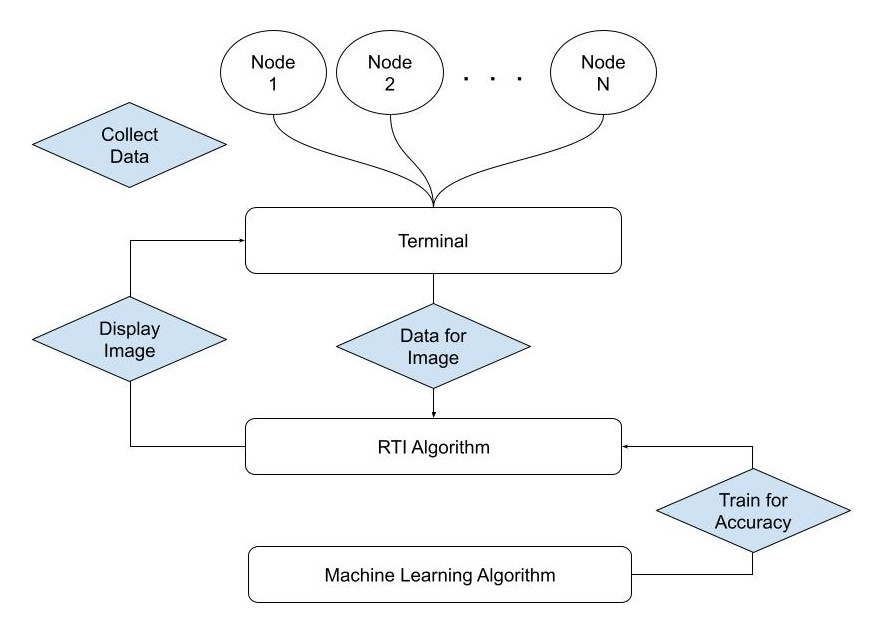 Node
1
Node
2
. . .
Node
N
Collect
Data
Terminal
Display
Image
Data for
Image
RTI Algorithm
Train for
Accuracy
Machine Learning Algorithm